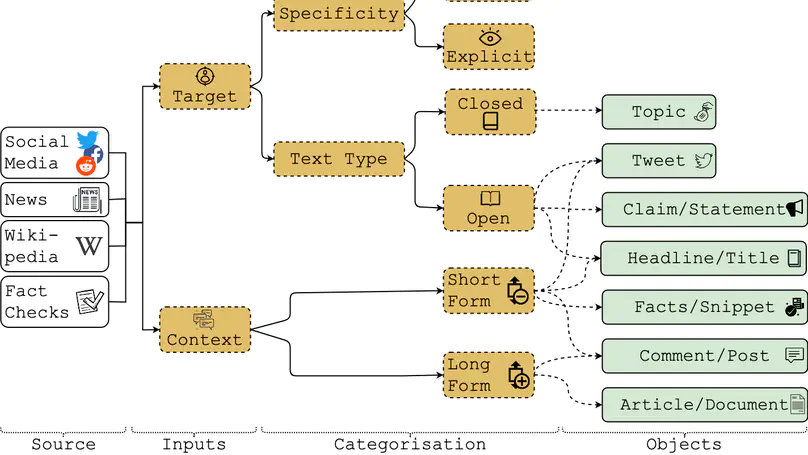 Specificity
Explicit
Target
Closed
Topic
Social
Media
Text Type
Tweet
News
NEWS
Open
Claim/Statement
Wiki-
pedia
W
Headline/Title
Fact
Checks
Short
Form
Facts/Snippet
Context
Comment/Post
Long
Form
Article/Document
Source
Inputs
Categorisation
Objects